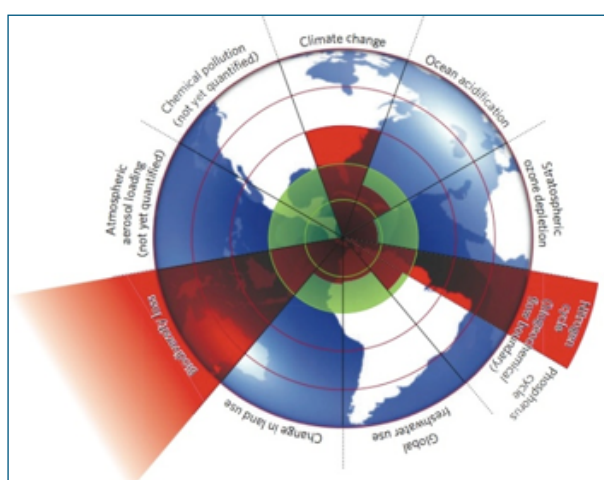 Climate change
Ocean acidification
Stratospheric
ozone depletion
Nitrogen
cycle
(biogeochemical
flow boundary)
Phosphorus
cycle
Global
freshwater use
Change in land use
Biodiversity loss
Atmospheric
aerosol loading
(not yet quantified)
Chemical pollution
(not yet quantified)